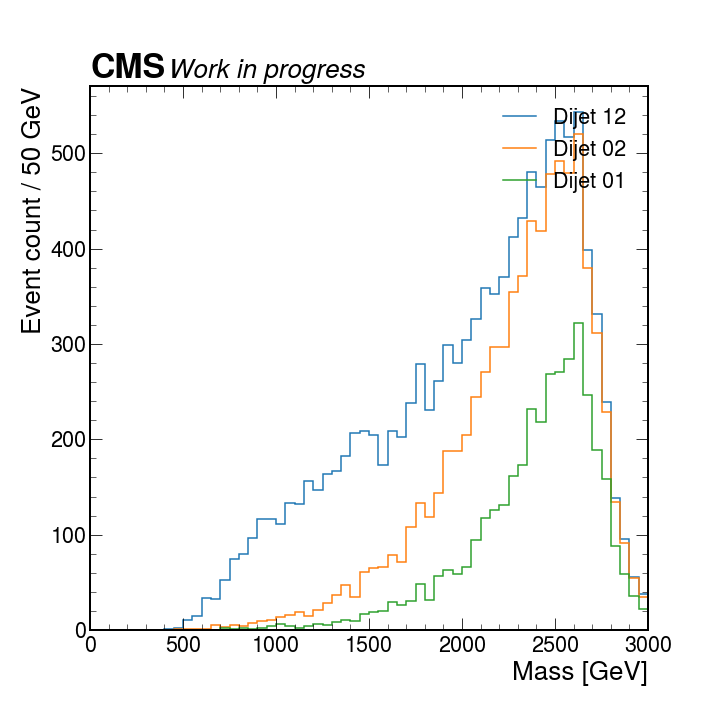 CMS Work in progress
Event count / 50 GeV
500
400
300
200
100
0
Dijet 12
Dijet 02
Dijet 01
0 500 1000 1500 2000 2500 3000
Mass [GeV]